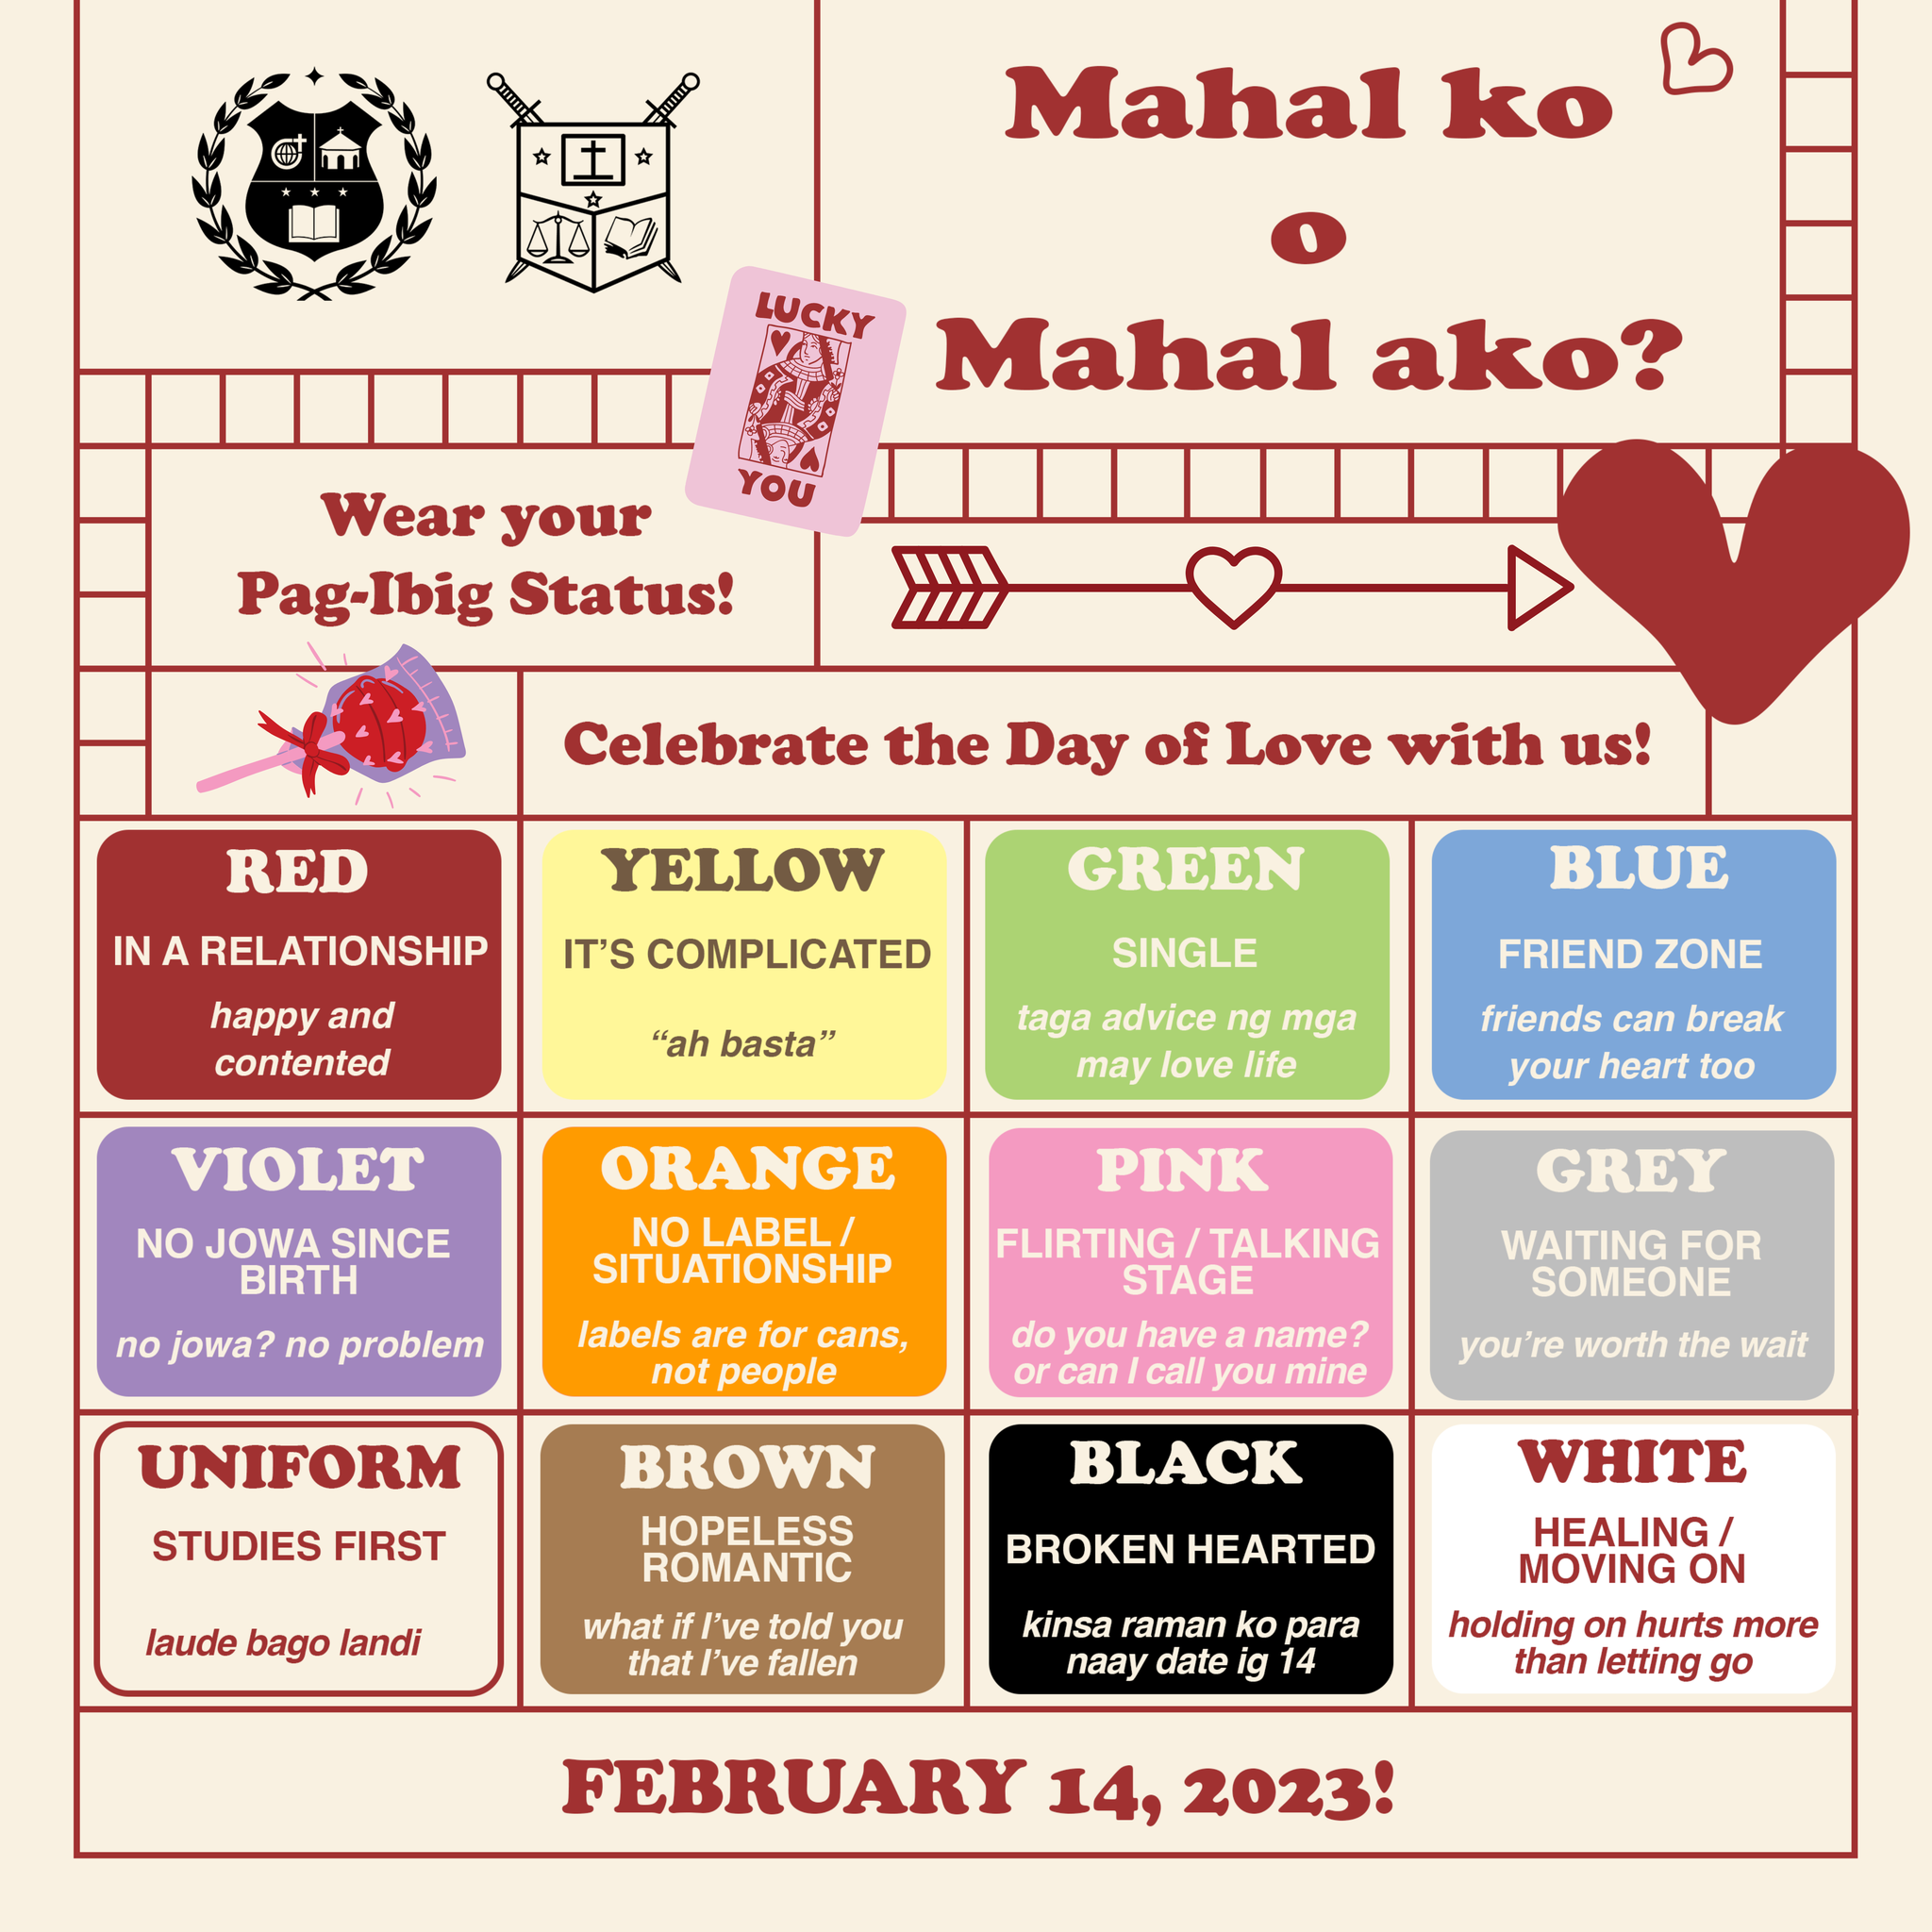 Mahal ko
o
Mahal ako?
LUCKY
YOU
Wear your
Pag-Ibig Status!
Celebrate the Day of Love with us!
RED
IN A RELATIONSHIP
happy and
contented
YELLOW
IT'S COMPLICATED
“ah basta”
GREEN
SINGLE
taga advice ng mga
may love life
BLUE
FRIEND ZONE
friends can break
your heart too
VIOLET
NO JOWA SINCE
BIRTH
no jowa? no problem
ORANGE
NO LABEL /
SITUATIONSHIP
labels are for cans,
not people
PINK
FLIRTING / TALKING
STAGE
do you have a name?
or can I call you mine
GREY
WAITING FOR
SOMEONE
you’re worth the wait
UNIFORM
STUDIES FIRST
laude bago landi
BROWN
HOPELESS
ROMANTIC
what if I’ve told you
that I’ve fallen
BLACK
BROKEN HEARTED
kinsa raman ko para
naay date ig 14
WHITE
HEALING /
MOVING ON
holding on hurts more
than letting go
FEBRUARY 14, 2023!